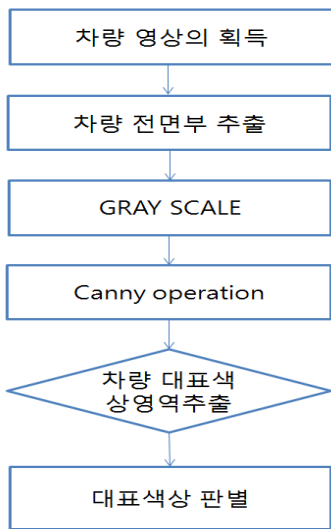 차량 영상의 획득
차량 전면부 추출
GRAY SCALE
Canny operation
차량 대표색
상영역추출
대표색상 판별